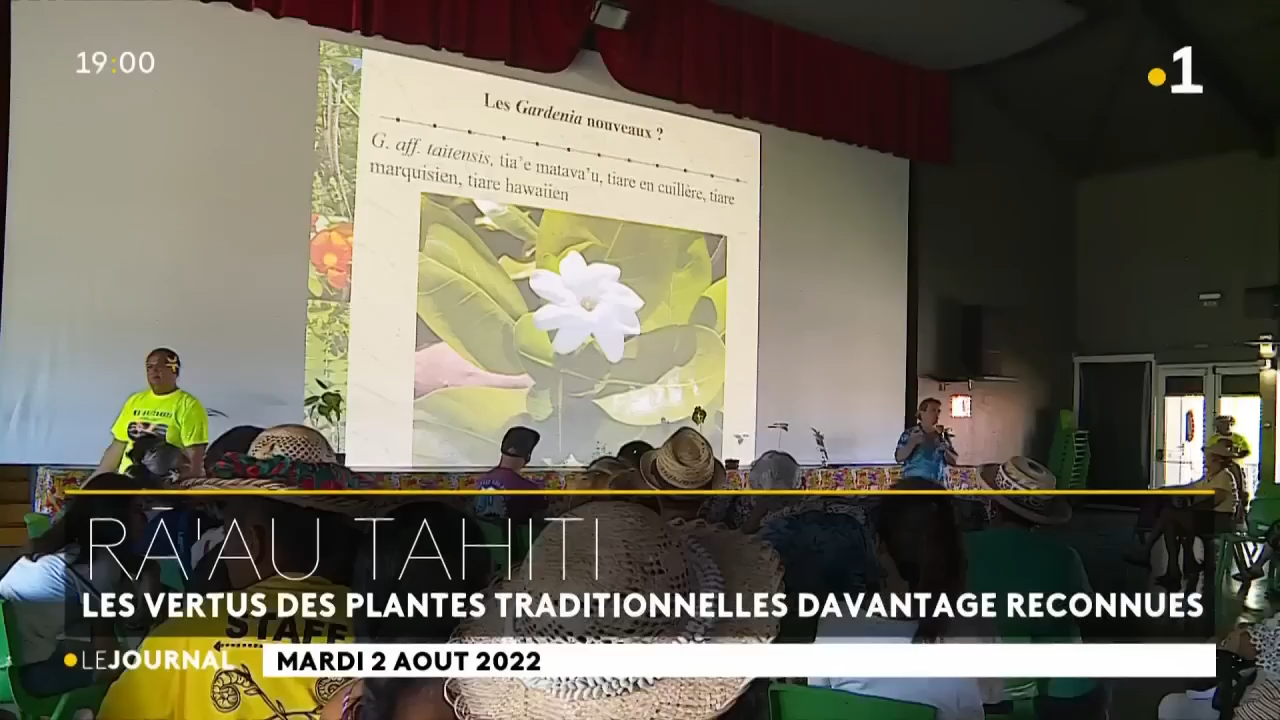 19:00
1
Les Gardenia nouveaux ?
G. aff. taitensis, tia'e matava'u, tiare en cuillère, tiare
marquisien, tiare hawaiien
RĀ'AU TAHITI
LES VERTUS DES PLANTES TRADITIONNELLES DAVANTAGE RECONNUES
STAFF
LEJOURNAL
MARDI 2 AOUT 2022